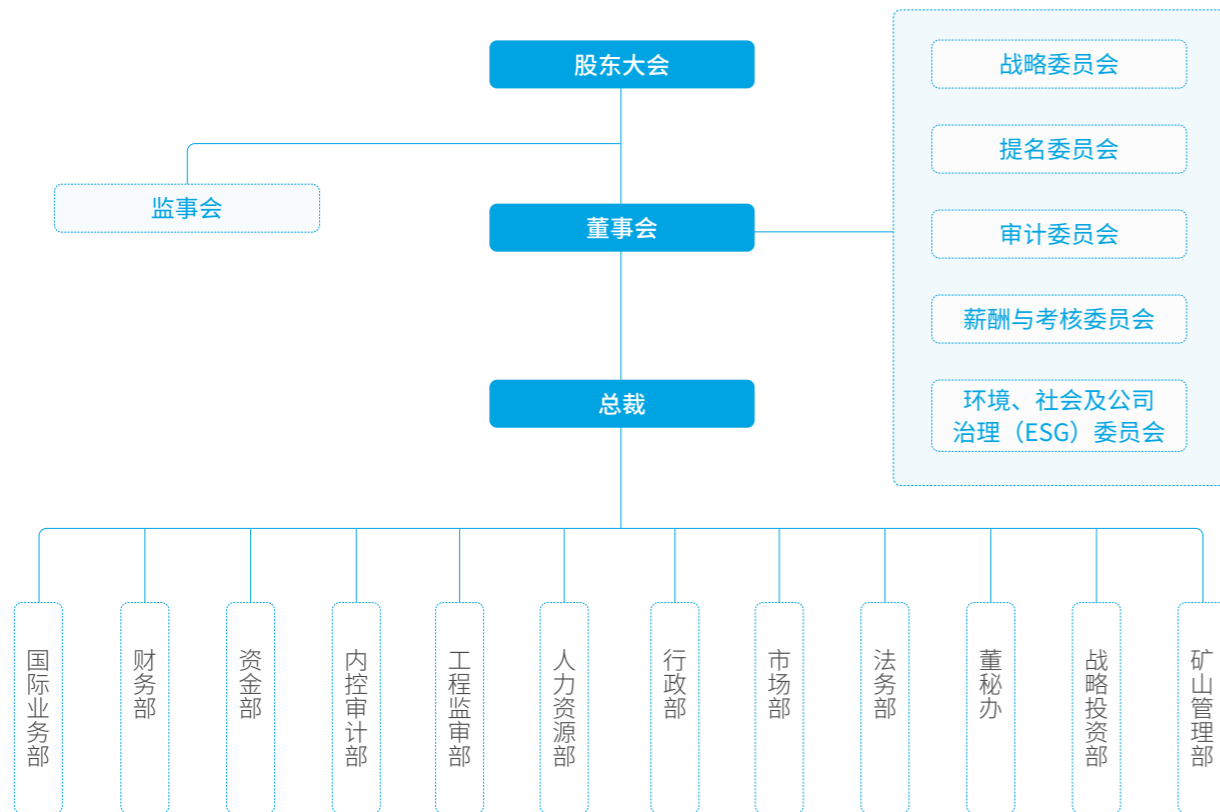 股东大会
监事会
董事会
总裁
战略委员会
提名委员会
审计委员会
薪酬与考核委员会
环境、社会及公司
治理（ESG）委员会
国际业务部
财务部
资金部
内控审计部
工程监审部
人力资源部
行政部
市场部
法务部
董秘办
战略投资部
矿山管理部